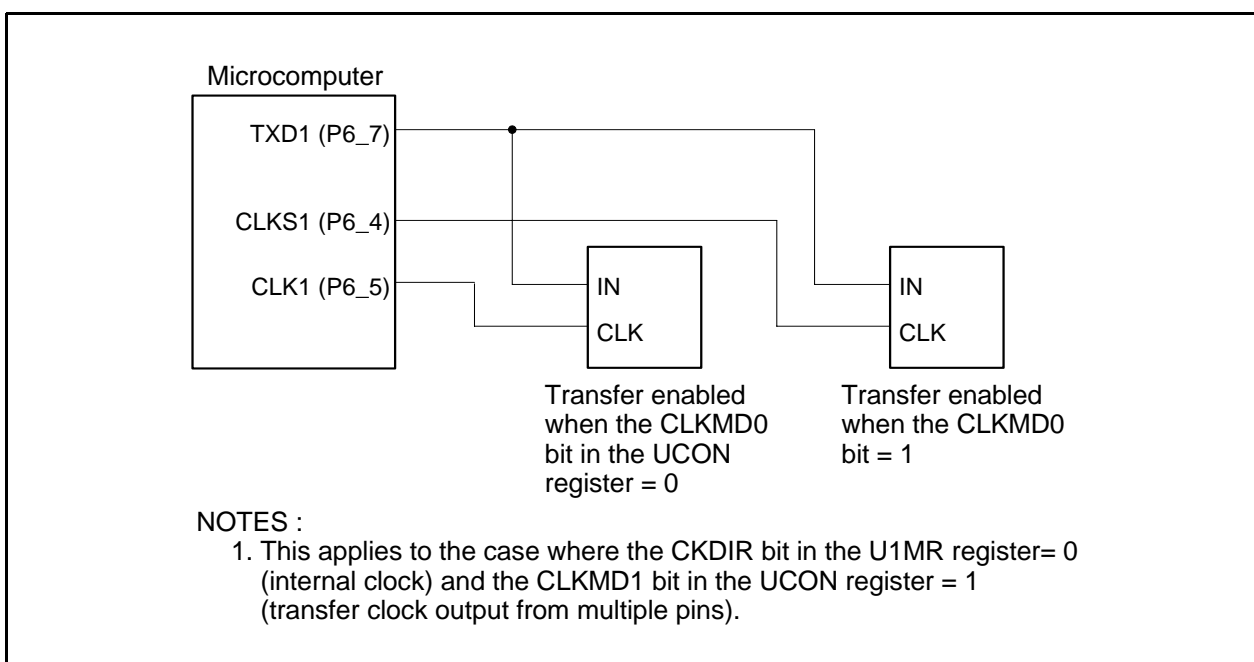 Microcomputer
TXD1 (P6_7)
CLKS1 (P6_4)
CLK1 (P6_5)
IN
CLK
IN
CLK
Transfer enabled
when the CLKMD0
bit in the UCON
register = 0
Transfer enabled
when the CLKMD0
bit = 1
NOTES :
1. This applies to the case where the CKDIR bit in the U1MR register= 0
(internal clock) and the CLKMD1 bit in the UCON register = 1
(transfer clock output from multiple pins).